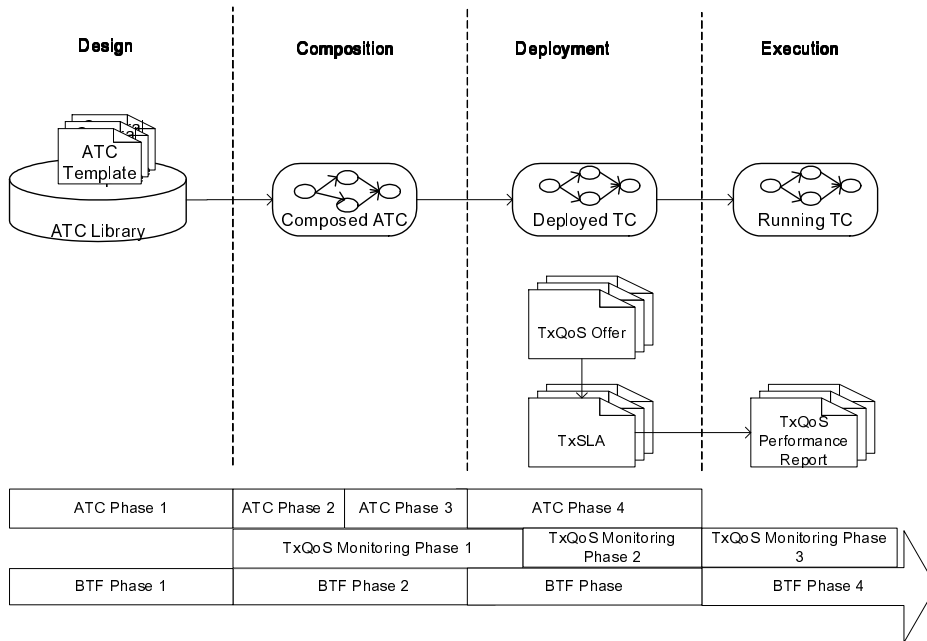 Design
Composition
Deployment
Execution
ATC
Template
ATC Library
Composed ATC
Deployed TC
Running TC
TxQoS Offer
TxSLA
TxQoS
Performance
Report
ATC Phase 1
ATC Phase 2
ATC Phase 3
ATC Phase 4
TxQoS Monitoring Phase 1
TxQoS Monitoring
Phase 2
TxQoS Monitoring Phase
3
BTF Phase 1
BTF Phase 2
BTF Phase
BTF Phase 4